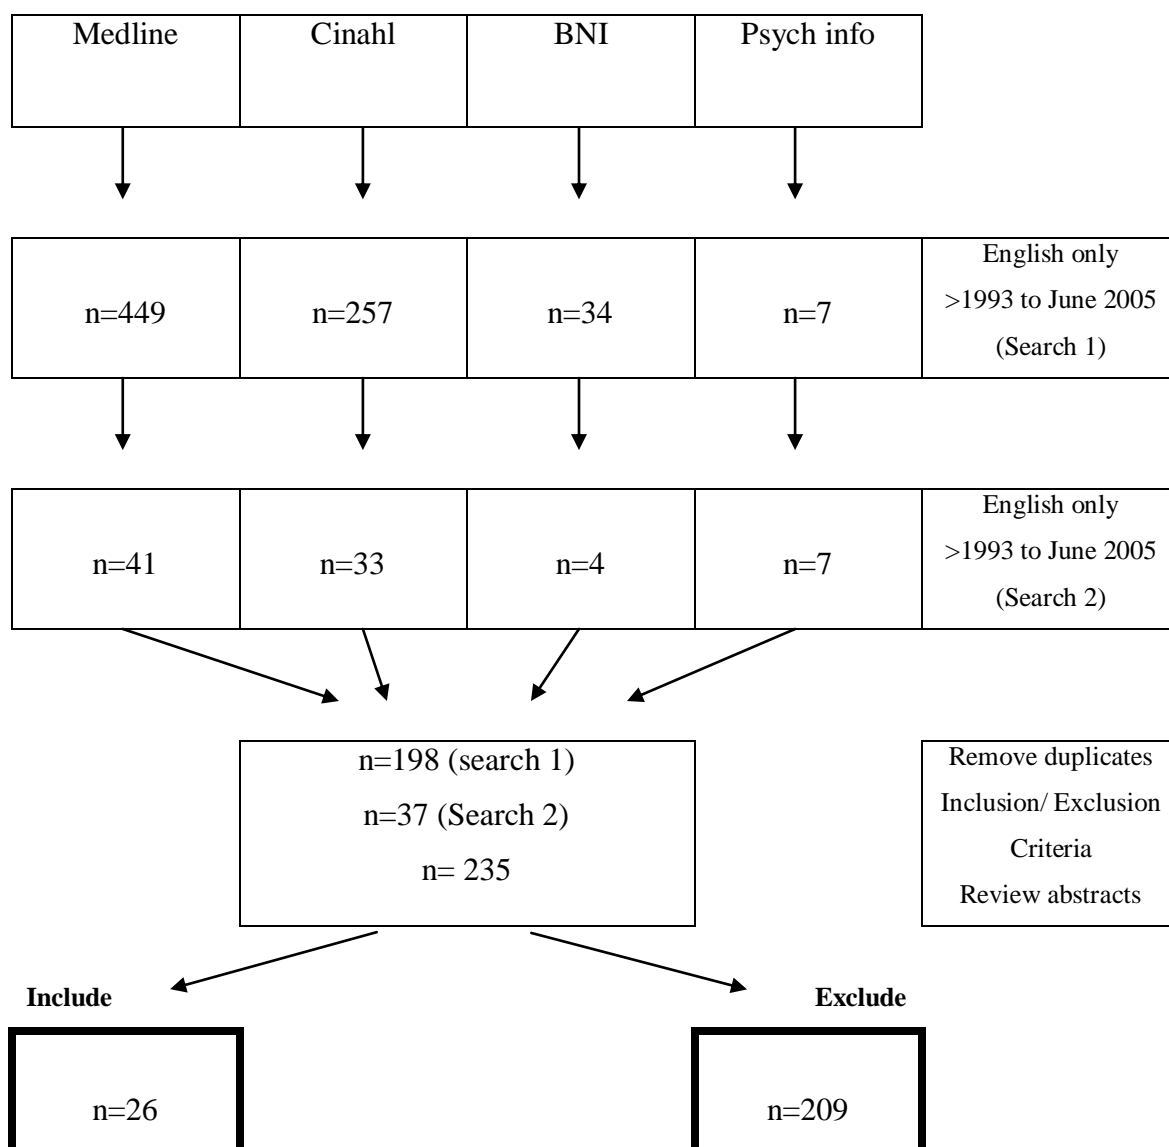 Medline
Cinahl
BNI
Psych info
n=449
n=257
n=34
n=7
English only
>1993 to June 2005
(Search 1)
n=41
n=33
n=4
n=7
English only
>1993 to June 2005
(Search 2)
n=198 (search 1)
n=37 (Search 2)
n= 235
Remove duplicates
Inclusion/ Exclusion
Criteria
Review abstracts
Include
Exclude
n=26
n=209